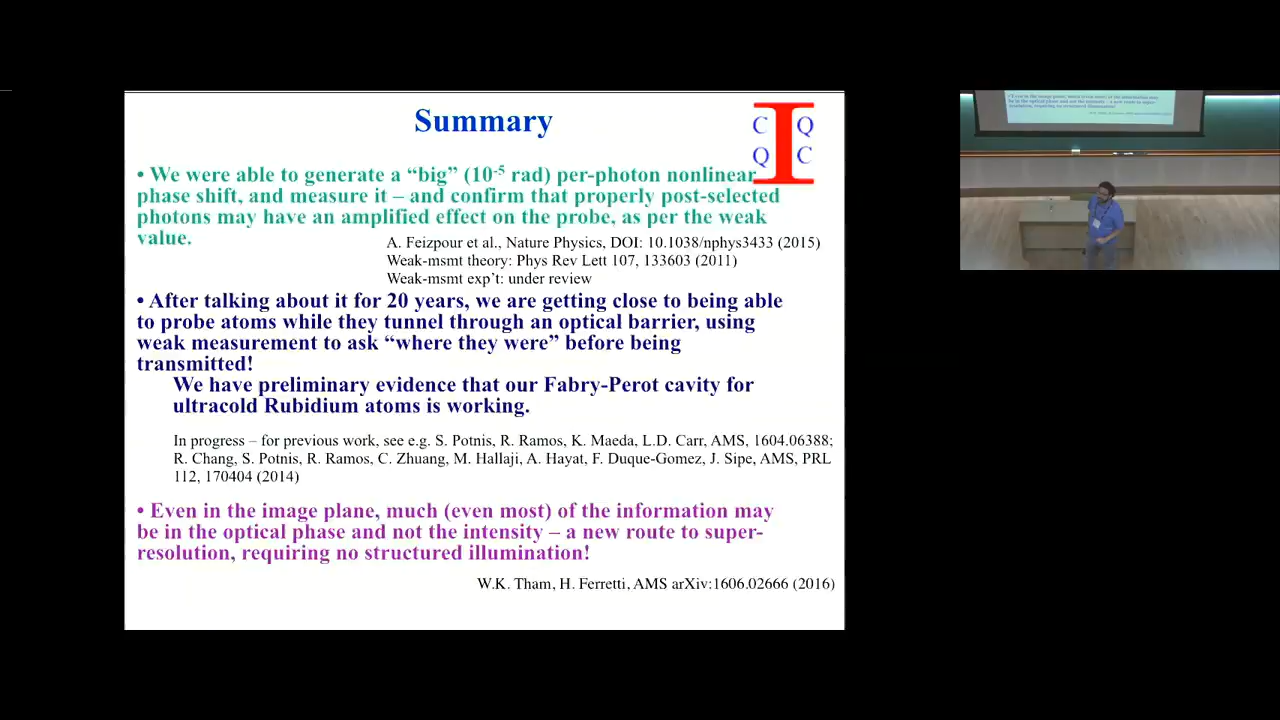 Summary
C Q
Q C
I
• We were able to generate a “big” (10-5 rad) per-photon nonlinear
phase shift, and measure it – and confirm that properly post-selected
photons may have an amplified effect on the probe, as per the weak
value.
A. Feizpour et al., Nature Physics, DOI: 10.1038/nphys3433 (2015)
Weak-msmt theory: Phys Rev Lett 107, 133603 (2011)
Weak-msmt exp’t: under review
• After talking about it for 20 years, we are getting close to being able
to probe atoms while they tunnel through an optical barrier, using
weak measurement to ask “where they were” before being
transmitted!
We have preliminary evidence that our Fabry-Perot cavity for
ultracold Rubidium atoms is working.
In progress – for previous work, see e.g. S. Potnis, R. Ramos, K. Maeda, L.D. Carr, AMS, 1604.06388;
R. Chang, S. Potnis, R. Ramos, C. Zhuang, M. Hallaji, A. Hayat, F. Duque-Gomez, J. Sipe, AMS, PRL
112, 170404 (2014)
• Even in the image plane, much (even most) of the information may
be in the optical phase and not the intensity – a new route to super-
resolution, requiring no structured illumination!
W.K. Tham, H. Ferretti, AMS arXiv:1606.02666 (2016)